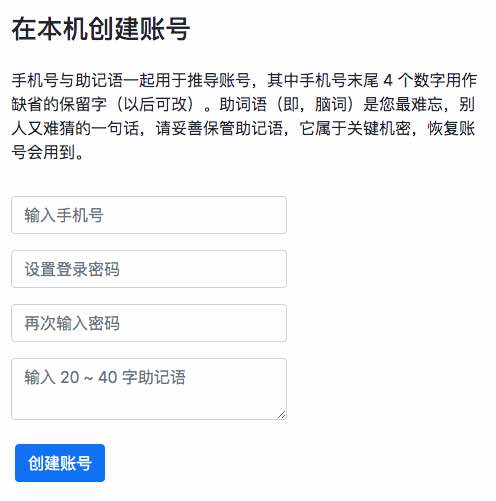 在本机创建账号
手机号与助记语一起用于推导账号，其中手机号末尾 4 个数字用作
缺省的保留字（以后可改）。助词语（即，脑词）是您最难忘，别
人又难猜的一句话，请妥善保管助记语，它属于关键机密，恢复账
号会用到。
输入手机号
设置登录密码
再次输入密码
输入 20 ~ 40 字助记语
创建账号